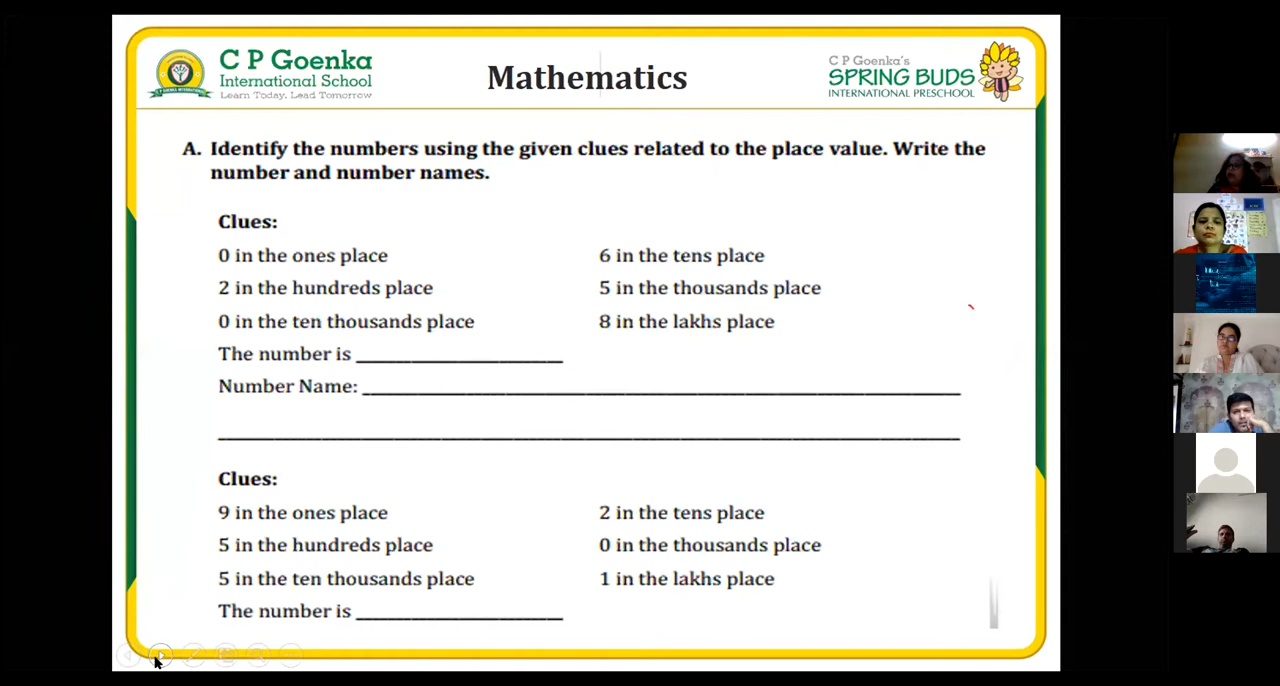 C P Goenka
International School
Learn Today, Lead Tomorrow
Mathematics
C P Goenka's
SPRING BUDS
INTERNATIONAL PRESCHOOL
A. Identify the numbers using the given clues related to the place value. Write the
number and number names.
Clues:
0 in the ones place 6 in the tens place
2 in the hundreds place 5 in the thousands place
0 in the ten thousands place 8 in the lakhs place
The number is ______________________
Number Name: ______________________
Clues:
9 in the ones place 2 in the tens place
5 in the hundreds place 0 in the thousands place
5 in the ten thousands place 1 in the lakhs place
The number is ______________________